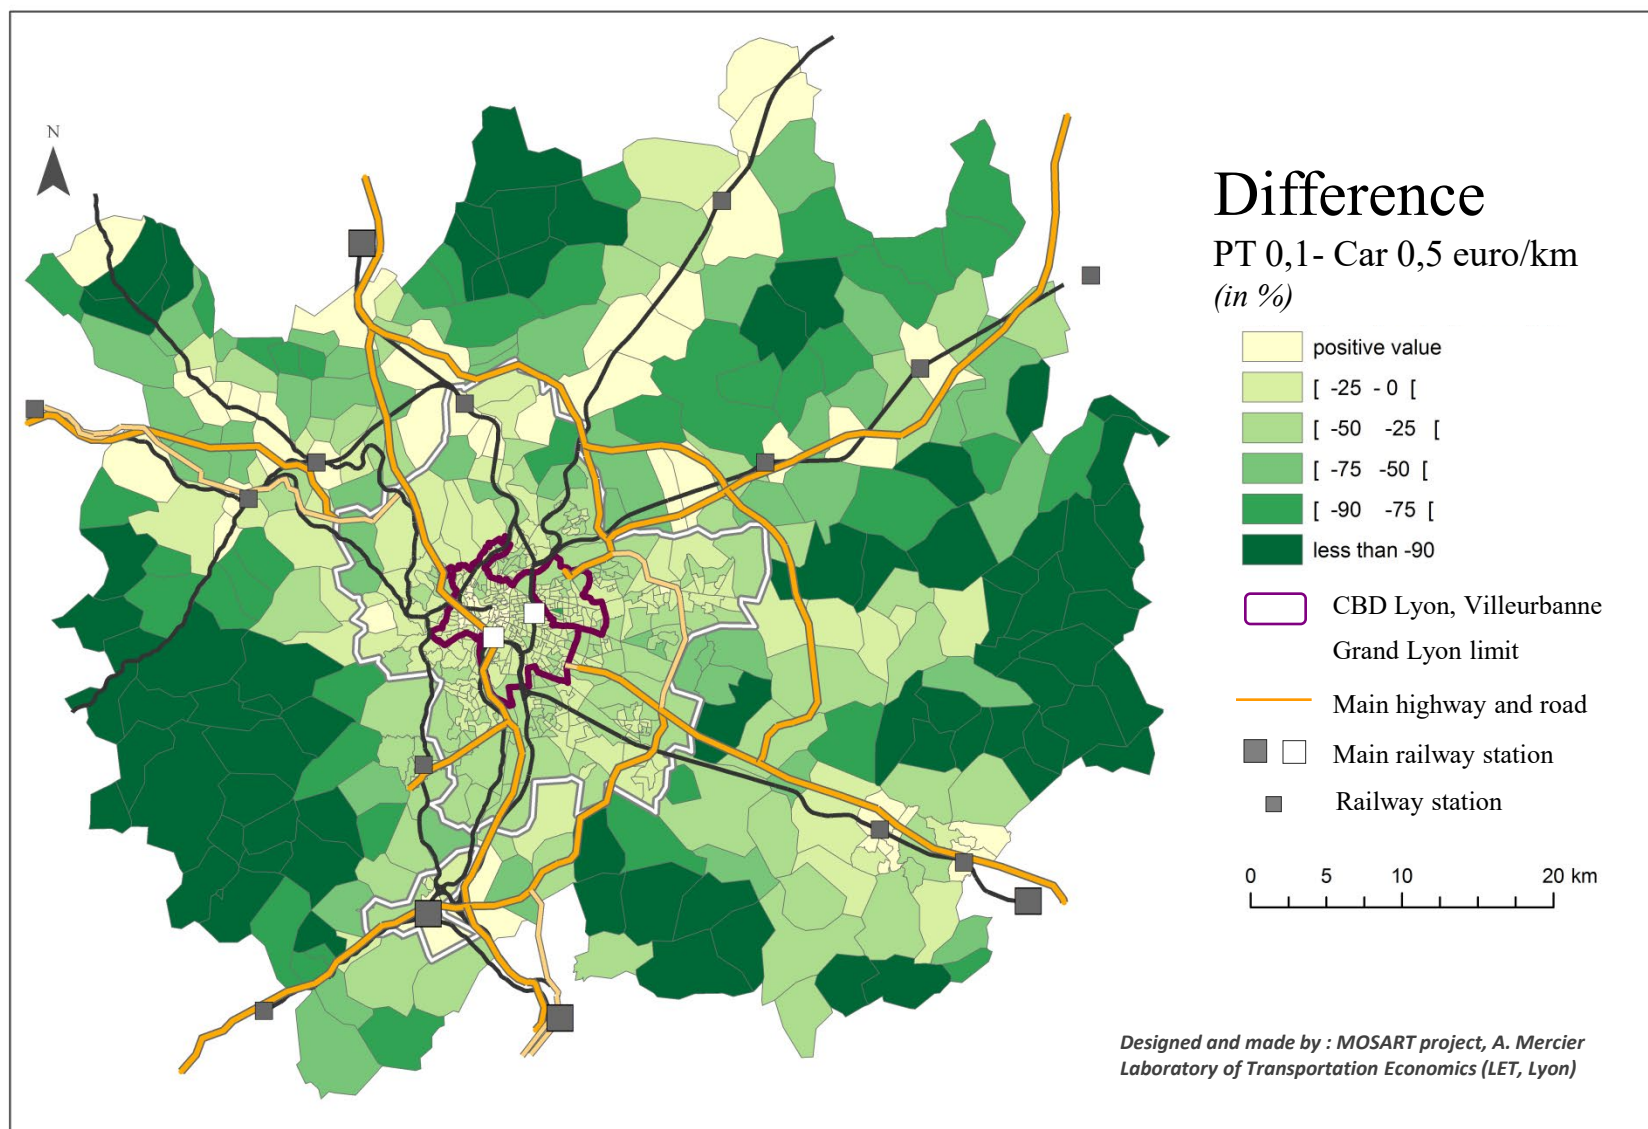 N
Difference
PT 0,1- Car 0,5 euro/km
(in %)
positive value
[ -25 - 0 [
[ -50 -25 [
[ -75 -50 [
[ -90 -75 [
less than -90
CBD Lyon, Villeurbanne
Grand Lyon limit
Main highway and road
Main railway station
Railway station
0 5 10 20 km
Designed and made by : MOSART project, A. Mercier
Laboratory of Transportation Economics (LET, Lyon)